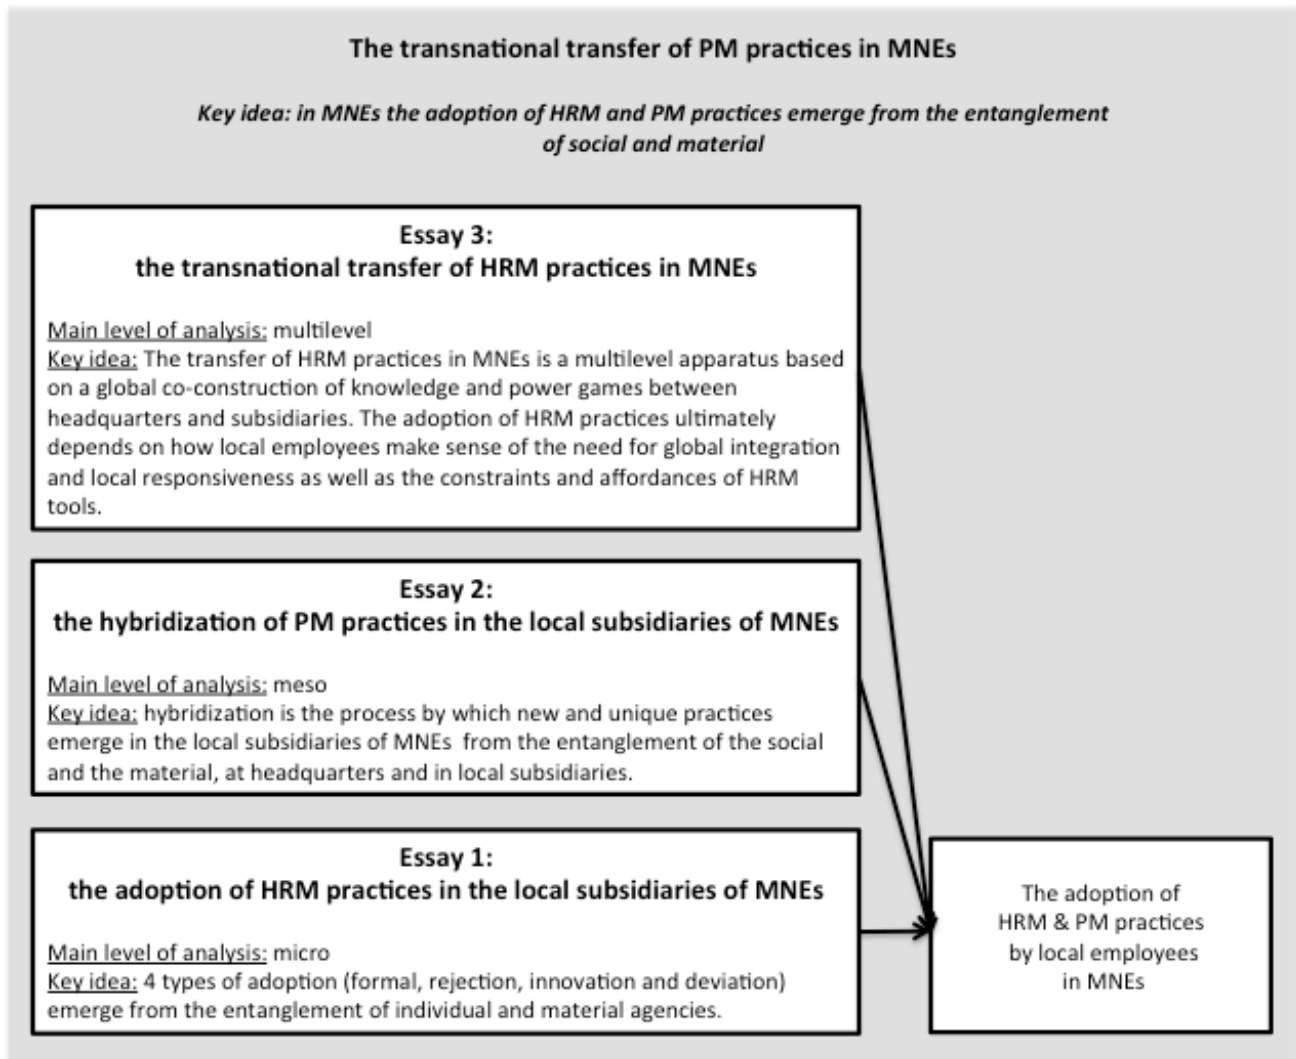 The transnational transfer of PM practices in MNEs
Key idea: in MNEs the adoption of HRM and PM practices emerge from the entanglement
of social and material
Essay 3:
the transnational transfer of HRM practices in MNEs
Main level of analysis: multilevel
Key idea: The transfer of HRM practices in MNEs is a multilevel apparatus based
on a global co-construction of knowledge and power games between
headquarters and subsidiaries. The adoption of HRM practices ultimately
depends on how local employees make sense of the need for global integration
and local responsiveness as well as the constraints and affordances of HRM
tools.
Essay 2:
the hybridization of PM practices in the local subsidiaries of MNEs
Main level of analysis: meso
Key idea: hybridization is the process by which new and unique practices
emerge in the local subsidiaries of MNEs from the entanglement of the social
and the material, at headquarters and in local subsidiaries.
Essay 1:
the adoption of HRM practices in the local subsidiaries of MNEs
Main level of analysis: micro
Key idea: 4 types of adoption (formal, rejection, innovation and deviation)
emerge from the entanglement of individual and material agencies.
The adoption of
HRM & PM practices
by local employees
in MNEs